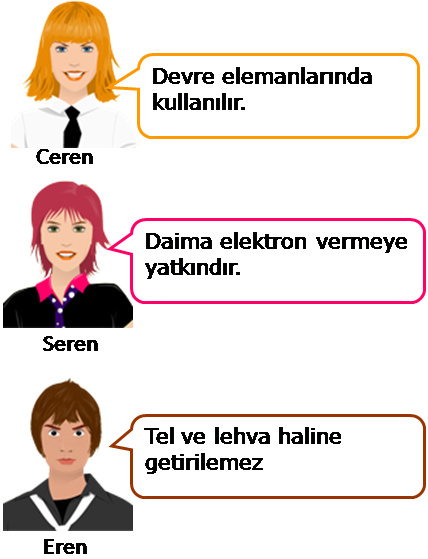 Devre elemanlarında
kullanılır.
Ceren
Daima elektron vermeye
yatkındır.
Seren
Tel ve lehva haline
getirilemez
Eren